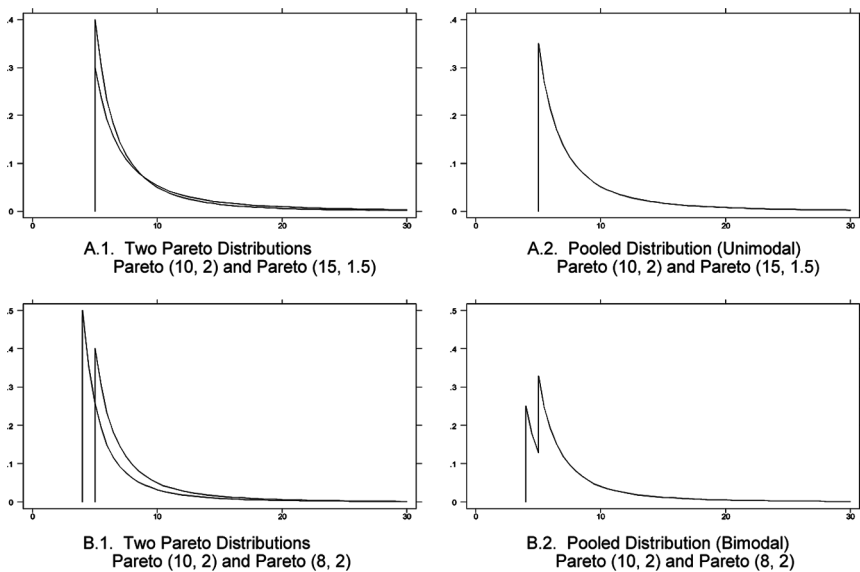 .4
.3
.2
.1
0
0 10 20 30
A.1. Two Pareto Distributions
Pareto (10, 2) and Pareto (15, 1.5)
.4
.3
.2
.1
0
0 10 20 30
A.2. Pooled Distribution (Unimodal)
Pareto (10, 2) and Pareto (15, 1.5)
.5
.4
.3
.2
.1
0
0 10 20 30
B.1. Two Pareto Distributions
Pareto (10, 2) and Pareto (8, 2)
.5
.4
.3
.2
.1
0
0 10 20 30
B.2. Pooled Distribution (Bimodal)
Pareto (10, 2) and Pareto (8, 2)